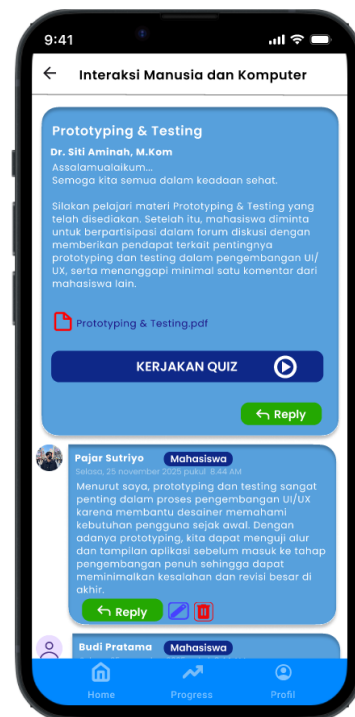 9:41
Interaksi Manusia dan Komputer
Prototyping & Testing
Dr. Siti Aminah, M.Kom
Assalamualaikum...
Semoga kita semua dalam keadaan sehat.
Silakan pelajari materi Prototyping & Testing yang
telah disediakan. Setelah itu, mahasiswa diminta
untuk berpartisipasi dalam forum diskusi dengan
memberikan pendapat terkait pentingnya
prototyping dan testing dalam pengembangan UI/
UX, serta menanggapi minimal satu komentar dari
mahasiswa lain.
Prototyping & Testing.pdf
KERJAKAN QUIZ
Reply
Pajar Sutriyo Mahasiswa
Selasa, 25 november 2025 pukul 8:44 AM
Menurut saya, prototyping dan testing sangat
penting dalam proses pengembangan UI/UX
karena membantu desainer memahami
kebutuhan pengguna sejak awal. Dengan
adanya prototyping, kita dapat menguji alur
dan tampilan aplikasi sebelum masuk ke tahap
pengembangan penuh sehingga dapat
meminimalkan kesalahan dan revisi besar di
akhir.
Reply
Budi Pratama Mahasiswa
Home Progress Profil